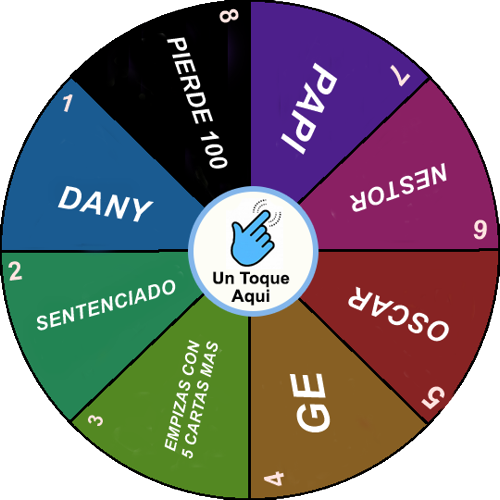 1
DANY
2
SENTENCIADO
3
EMPIZAS CON
5 CARTAS MAS
4
GE
5
OSCAR
6
NESTOR
7
PAPI
8
PIERDE 100
Un Toque
Aqui